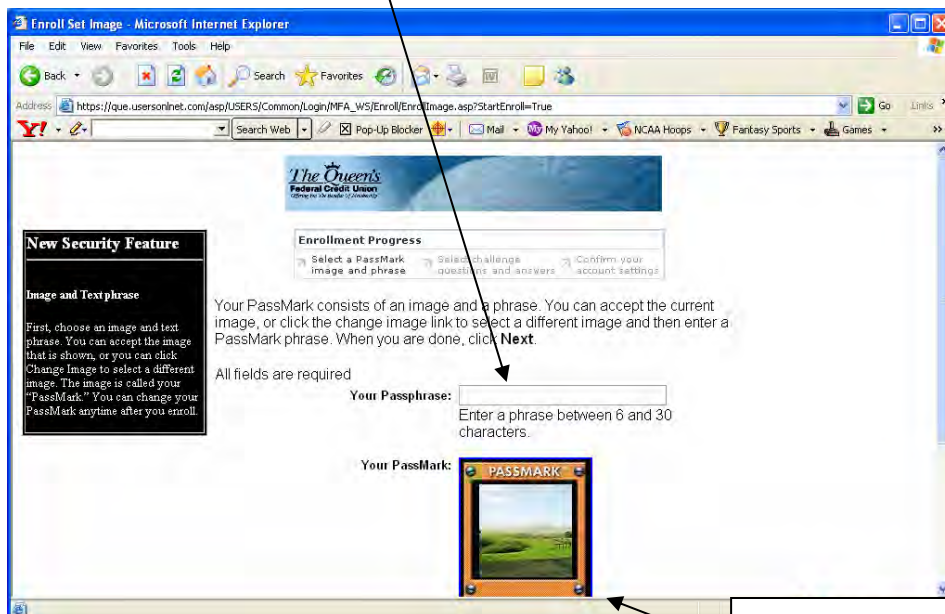 Enroll Set Image - Microsoft Internet Explorer
File Edit View Favorites Tools Help
Back Search Favorites
Address https://que.usersonlnet.com/asp/USERS/Common/Login/MFA_WS/Enroll/EnrollImage.asp?StartEnroll=True Go Links »
Y! Search Web Pop-Up Blocker Mail My Yahoo! NCAA Hoops Fantasy Sports Games »
The Queen's
Federal Credit Union
Enrollment Progress
Select a PassMark image and phrase
Select challenge questions and answers
Confirm your account settings
New Security Feature
Image and Text phrase
First, choose an image and text
phrase. You can accept the image
that is shown, or you can click
Change Image to select a different
image. The image is called your
"PassMark." You can change your
PassMark anytime after you enroll.
Your PassMark consists of an image and a phrase. You can accept the current
image, or click the change image link to select a different image and then enter a
PassMark phrase. When you are done, click Next.
All fields are required
Your Passphrase:
Enter a phrase between 6 and 30
characters.
Your PassMark:
PASSMARK